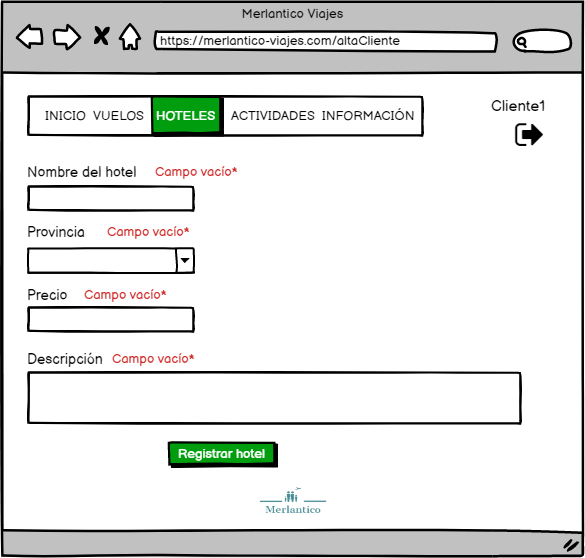 Merlantico Viajes
https://merlantico-viajes.com/altaCliente
Cliente1
INICIO VUELOS HOTELES ACTIVIDADES INFORMACIÓN
Nombre del hotel Campo vacío*
Provincia Campo vacío*
Precio Campo vacío*
Descripción Campo vacío*
Registrar hotel
Merlantico